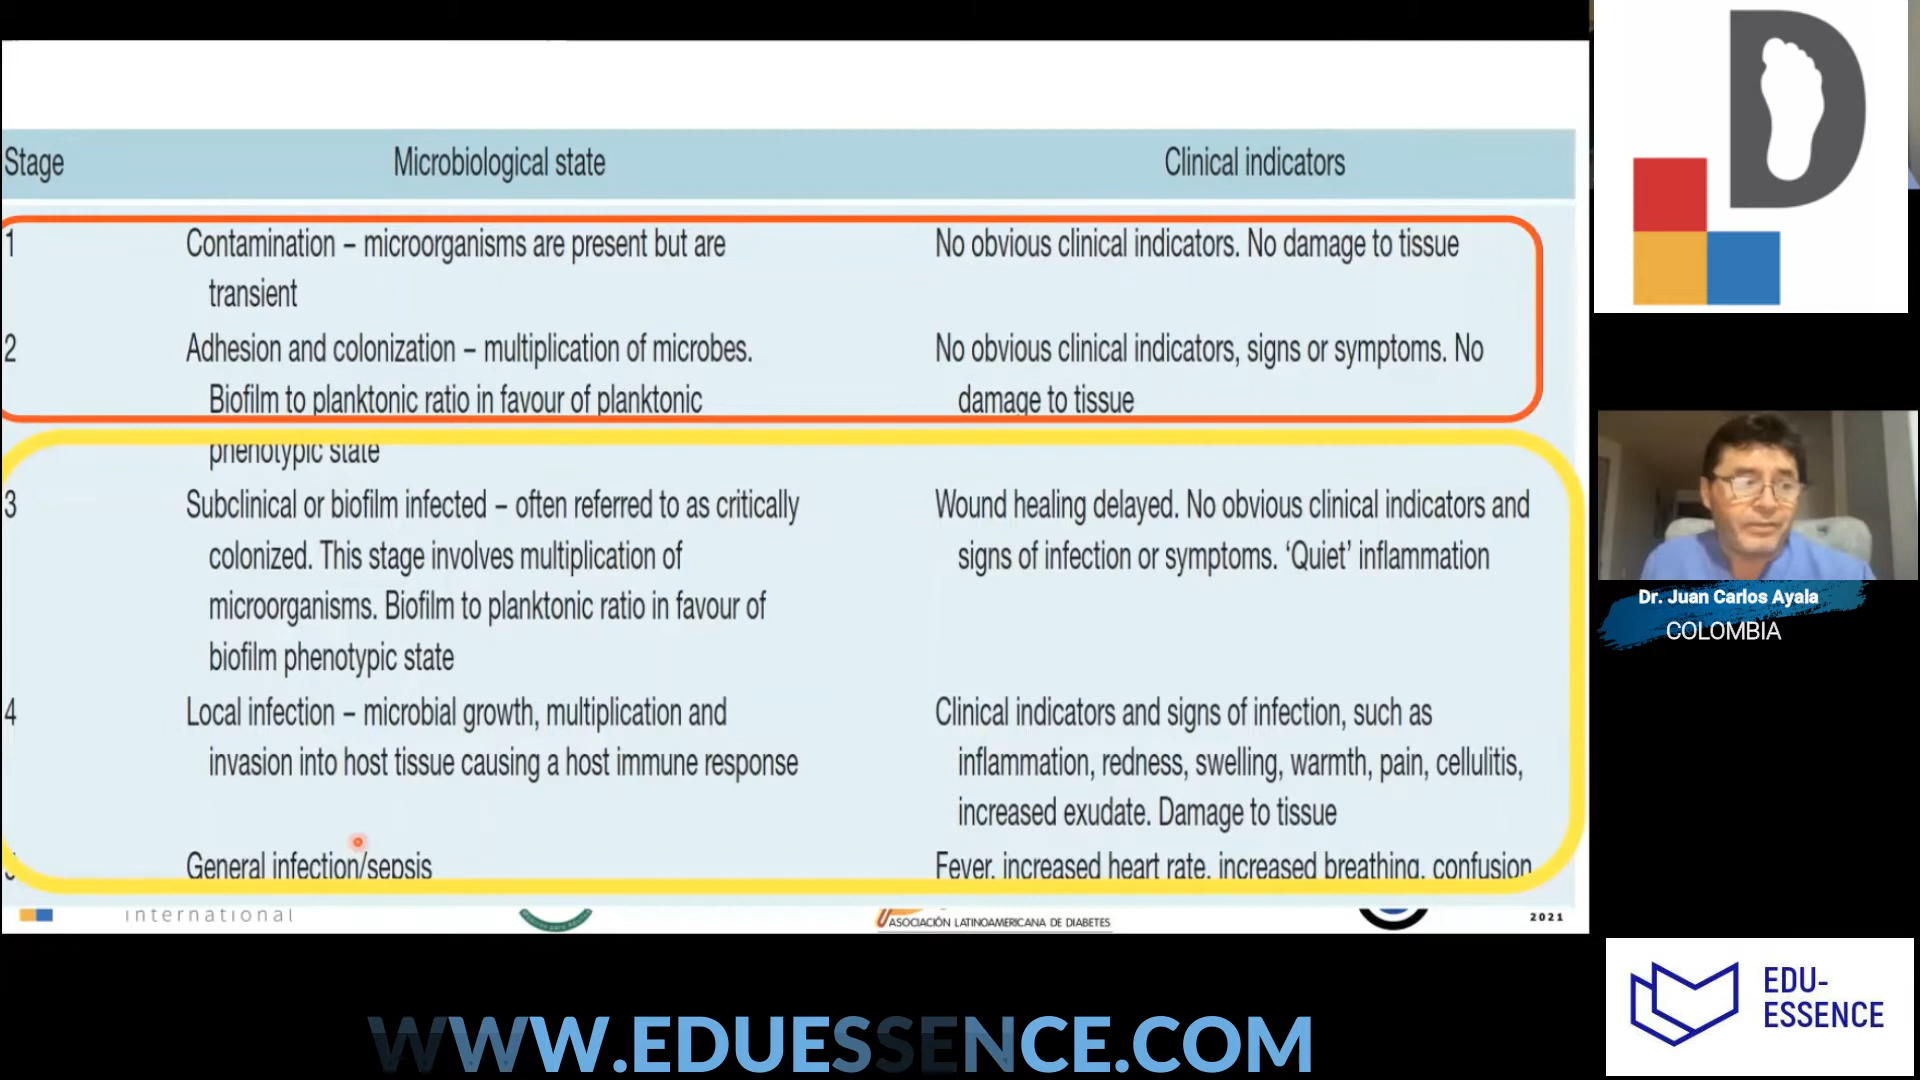 Stage Microbiological state Clinical indicators
1 Contamination – microorganisms are present but are No obvious clinical indicators. No damage to tissue
transient
2 Adhesion and colonization – multiplication of microbes. No obvious clinical indicators, signs or symptoms. No
Biofilm to planktonic ratio in favour of planktonic damage to tissue
phenotypic state
3 Subclinical or biofilm infected – often referred to as critically Wound healing delayed. No obvious clinical indicators and
colonized. This stage involves multiplication of signs of infection or symptoms. ‘Quiet’ inflammation
microorganisms. Biofilm to planktonic ratio in favour of
biofilm phenotypic state
4 Local infection – microbial growth, multiplication and Clinical indicators and signs of infection, such as
invasion into host tissue causing a host immune response inflammation, redness, swelling, warmth, pain, cellulitis,
increased exudate. Damage to tissue
General infection/sepsis Fever, increased heart rate, increased breathing, confusion
international
ASOCIACIÓN LATINOAMERICANA DE DIABETES
2021
D
Dr. Juan Carlos Ayala
COLOMBIA
EDU-
ESSENCE
WWW.EDUESSENCE.COM